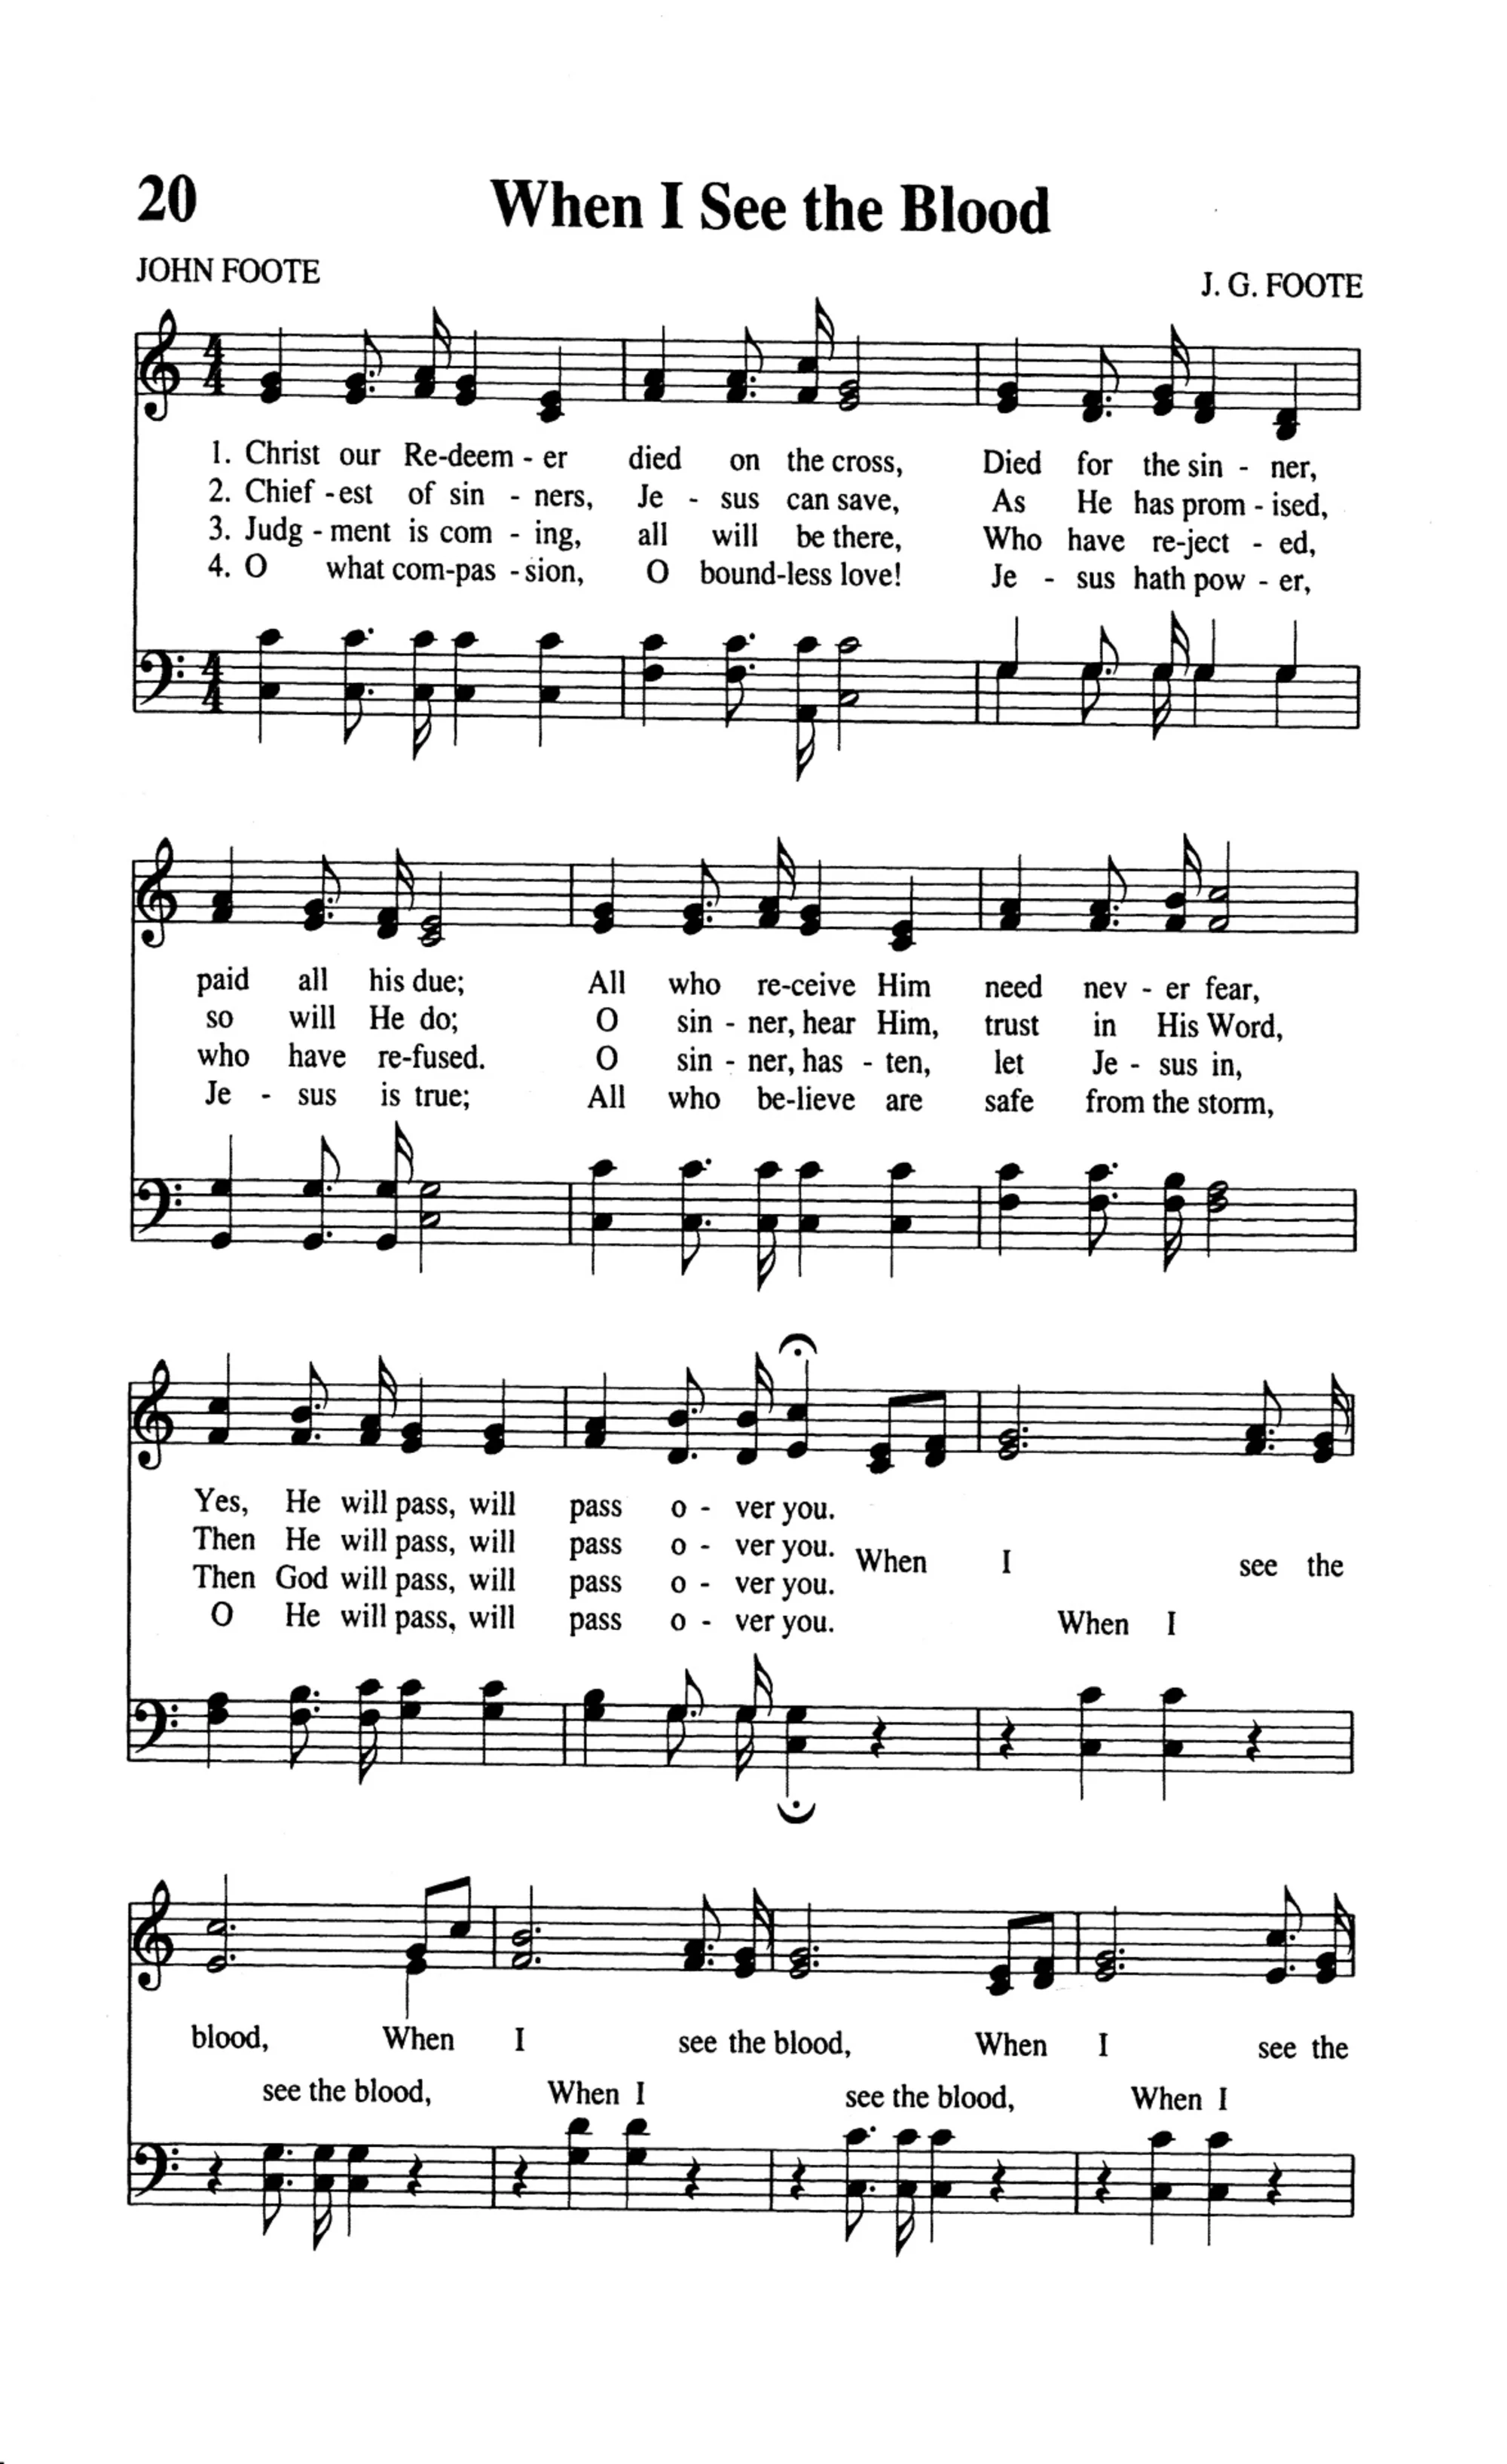 20 When I See the Blood
JOHN FOOTE
J. G. FOOTE
1. Christ our Re-deem - er died on the cross, Died for the sin - ner,
2. Chief - est of sin - ners, Je - sus can save, As He has prom - ised,
3. Judg - ment is com - ing, all will be there, Who have re-ject - ed,
4. O what com-pas - sion, O bound-less love! Je - sus hath pow - er,
paid all his due; All who re-ceive Him need nev - er fear,
so will He do; O sin - ner, hear Him, trust in His Word,
who have re-fused. O sin - ner, has - ten, let Je - sus in,
Je - sus is true; All who be-lieve are safe from the storm,
Yes, He will pass, will pass o - ver you.
Then He will pass, will pass o - ver you. When I see the
Then God will pass, will pass o - ver you.
O He will pass, will pass o - ver you. When I
blood, When I see the blood, When I see the
see the blood, When I see the blood, When I